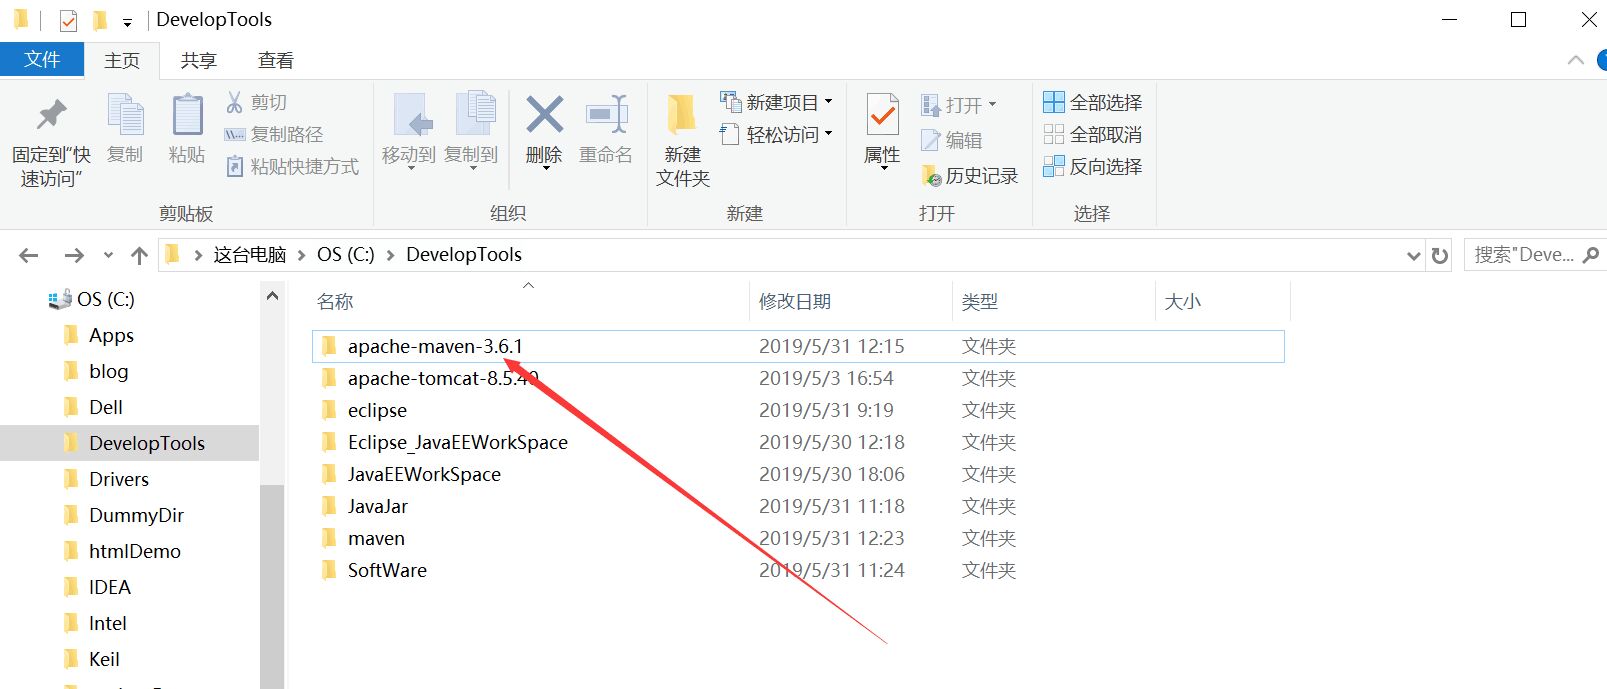 DevelopTools
文件
主页
共享
查看
固定到"快
速访问"
复制
粘贴
剪切
复制路径
粘贴快捷方式
剪贴板
移动到
复制到
删除
重命名
组织
新建
文件夹
新建项目
轻松访问
新建
属性
打开
编辑
历史记录
打开
全部选择
全部取消
反向选择
选择
这台电脑 OS (C:) DevelopTools
搜索"Deve...
OS (C:)
Apps
blog
Dell
DevelopTools
Drivers
DummyDir
htmlDemo
IDEA
Intel
Keil
名称 修改日期 类型 大小
apache-maven-3.6.1 2019/5/31 12:15 文件夹
apache-tomcat-8.5.40 2019/5/3 16:54 文件夹
eclipse 2019/5/31 9:19 文件夹
Eclipse_JavaEEWorkSpace 2019/5/30 12:18 文件夹
JavaEEWorkSpace 2019/5/30 18:06 文件夹
JavaJar 2019/5/31 11:18 文件夹
maven 2019/5/31 12:23 文件夹
SoftWare 2019/5/31 11:24 文件夹